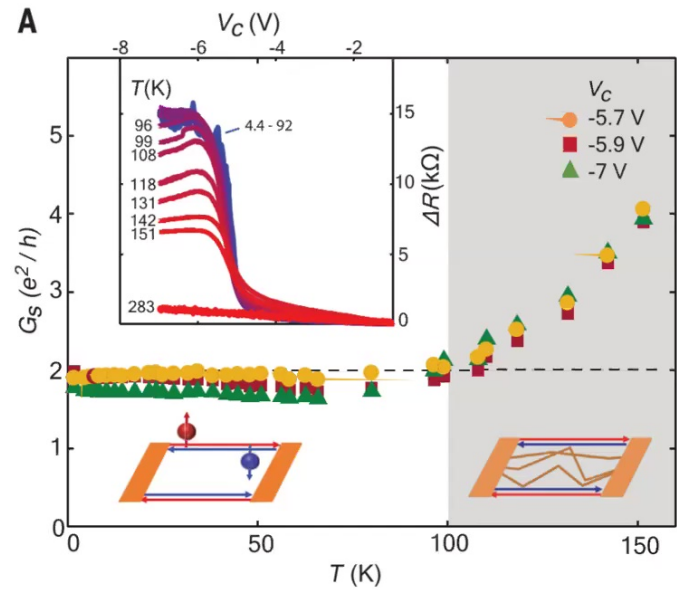 A
V_C (V)
-8 -6 -4 -2
T(K)
96
99
108
118
131
142
151
283
4.4 - 92
15
10
5
0
ΔR(kΩ)
V_C
-5.7 V
-5.9 V
-7 V
G_S (e² / h)
5
4
3
2
1
0
0 50 100 150
T (K)